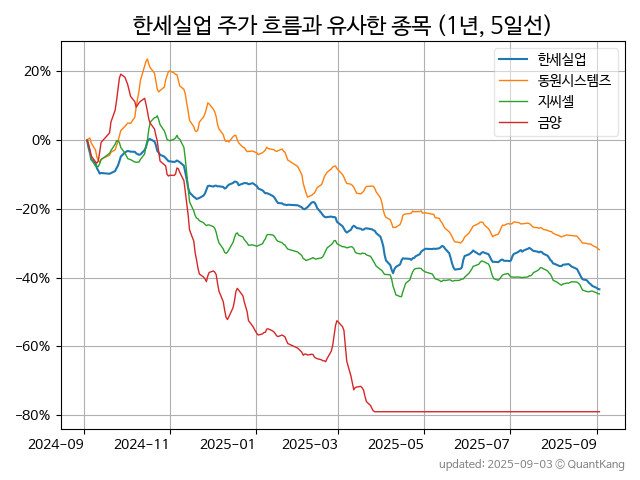 한세실업 주가 흐름과 유사한 종목 (1년, 5일선)
한세실업
동원시스템즈
지씨셀
금양
20%
0%
−20%
−40%
−60%
−80%
2024-09 2024-11 2025-01 2025-03 2025-05 2025-07 2025-09
updated: 2025-09-03 © QuantKang